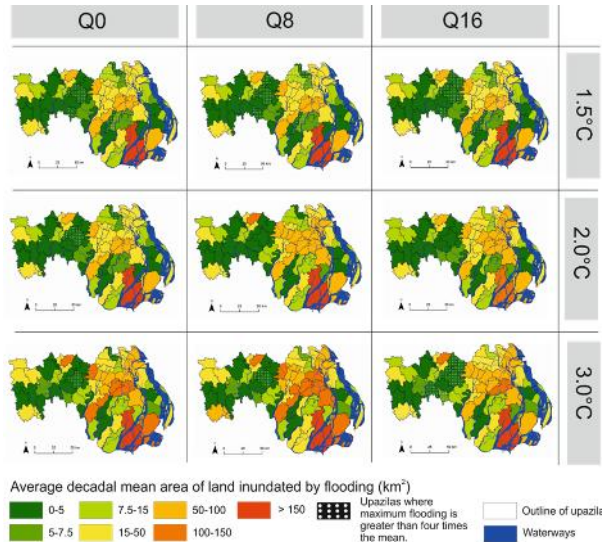 Q0 Q8 Q16
1.5°C
2.0°C
3.0°C
Average decadal mean area of land inundated by flooding (km²)
0-5 7.5-15 50-100 > 150 Upazilas where maximum flooding is greater than four times the mean. Outline of upazila
5-7.5 15-50 100-150 Waterways